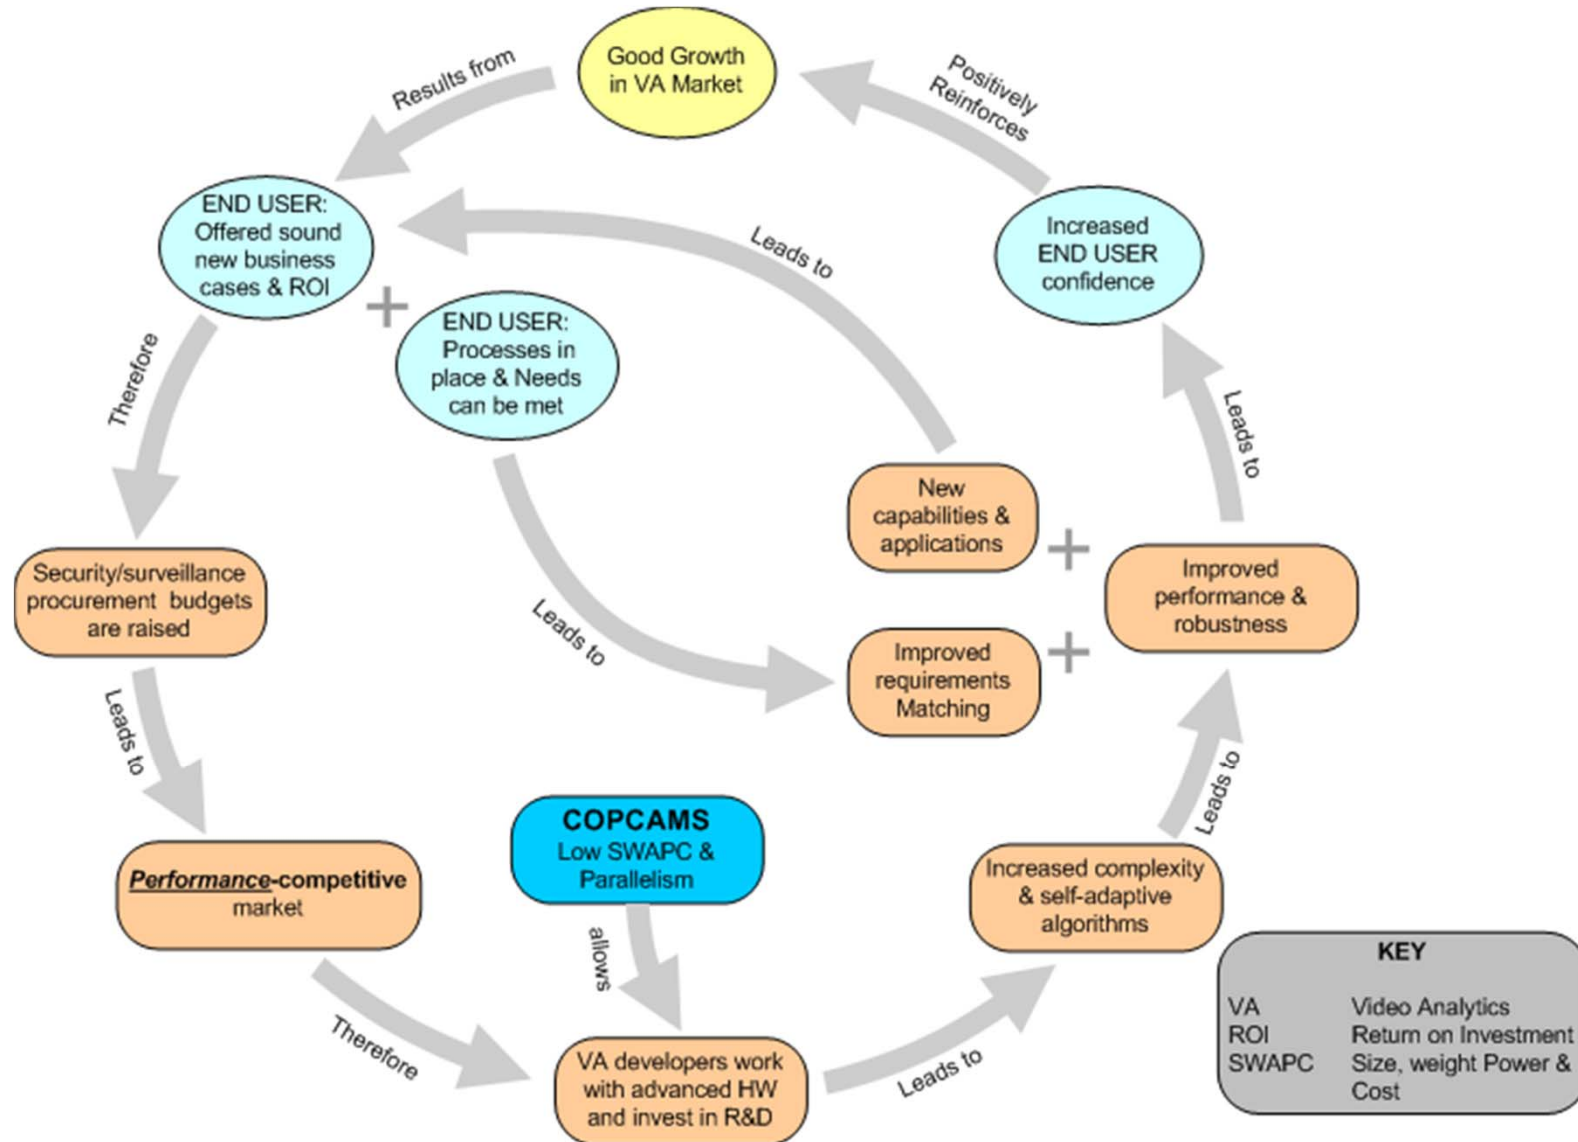 Good Growth
in VA Market
Results from
Positively
Reinforces
END USER:
Offered sound
new business
cases & ROI
+
END USER:
Processes in
place & Needs
can be met
Leads to
Increased
END USER
confidence
Therefore
Leads to
Leads to
New
capabilities &
applications
+
Improved
performance &
robustness
Security/surveillance
procurement budgets
are raised
Improved
requirements
Matching
+
Leads to
Leads to
COPCAMS
Low SWAPC &
Parallelism
Performance-competitive
market
Increased complexity
& self-adaptive
algorithms
allows
Therefore
VA developers work
with advanced HW
and invest in R&D
Leads to
KEY
VA Video Analytics
ROI Return on Investment
SWAPC Size, weight Power &
Cost